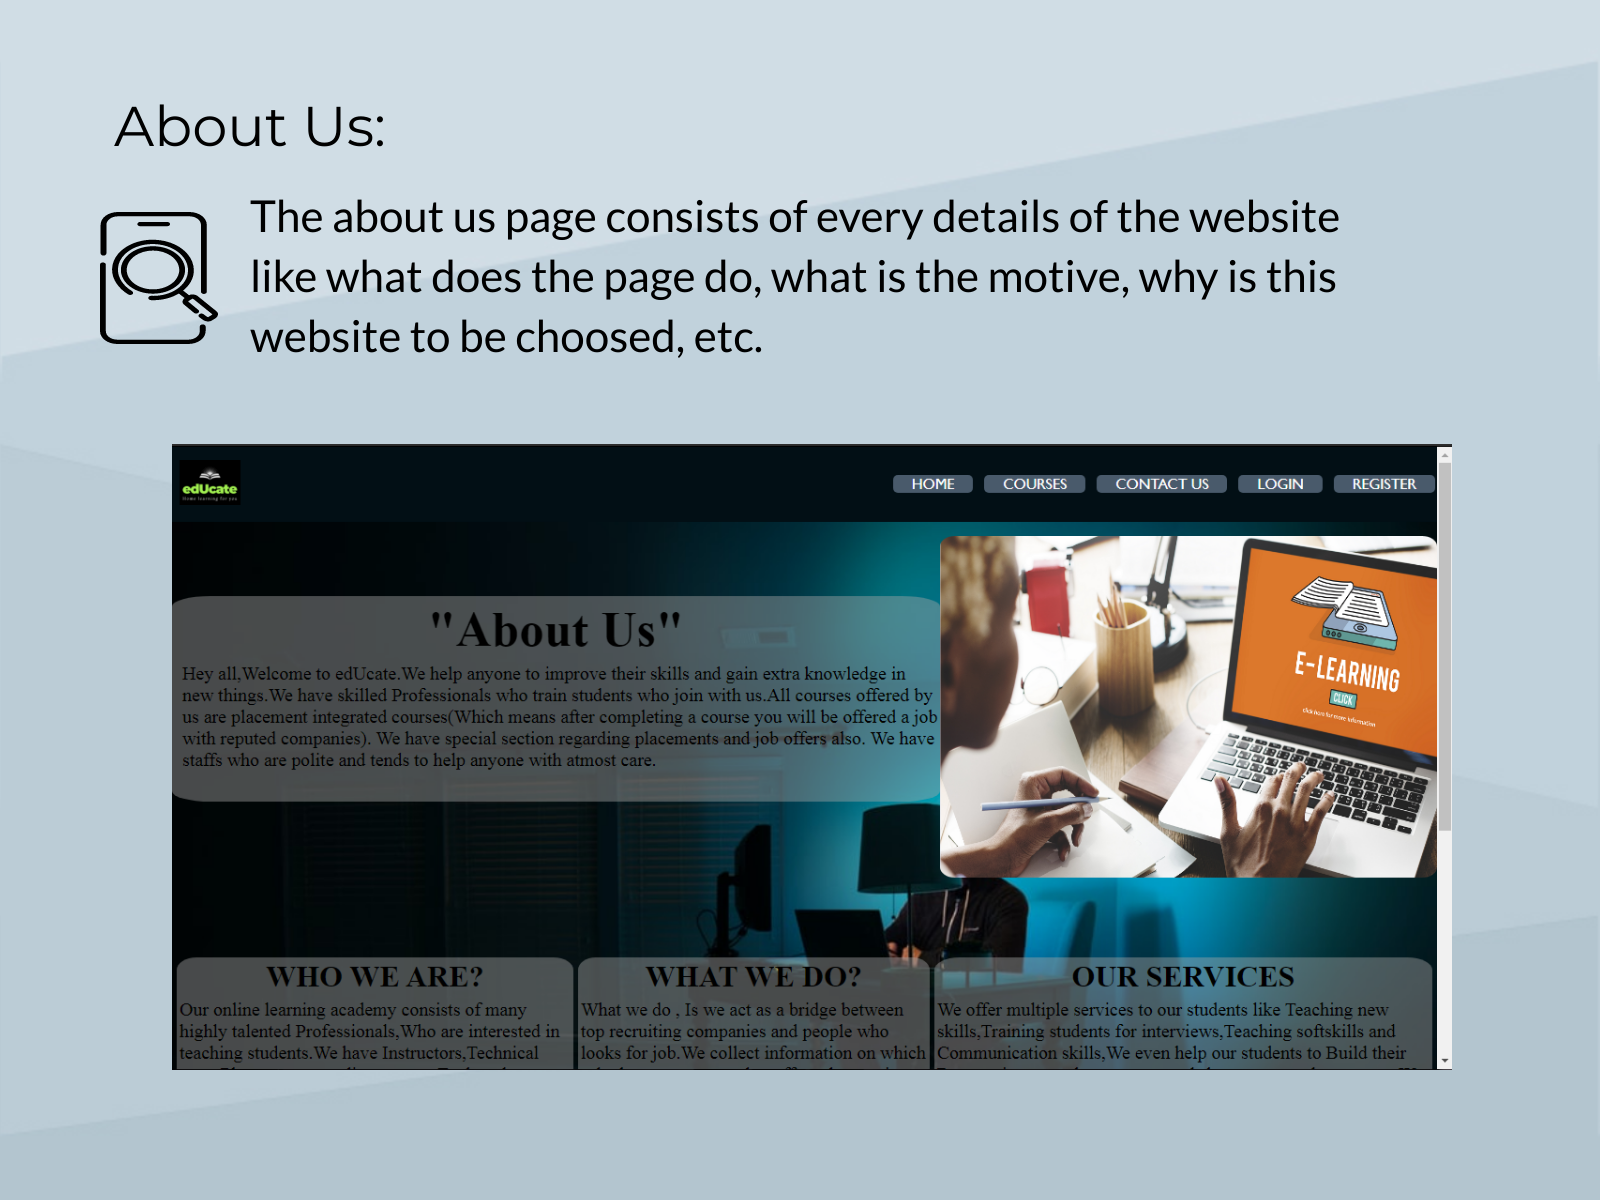 About Us:
The about us page consists of every details of the website
like what does the page do, what is the motive, why is this
website to be choosed, etc.
edUcate
Home learning for you
HOME
COURSES
CONTACT US
LOGIN
REGISTER
"About Us"
Hey all,Welcome to edUcate.We help anyone to improve their skills and gain extra knowledge in
new things.We have skilled Professionals who train students who join with us.All courses offered by
us are placement integrated courses(Which means after completing a course you will be offered a job
with reputed companies). We have special section regarding placements and job offers also. We have
staffs who are polite and tends to help anyone with atmost care.
E-LEARNING
CLICK
click here for more information
WHO WE ARE?
Our online learning academy consists of many
highly talented Professionals,Who are interested in
teaching students.We have Instructors,Technical
WHAT WE DO?
What we do , Is we act as a bridge between
top recruiting companies and people who
looks for job.We collect information on which
OUR SERVICES
We offer multiple services to our students like Teaching new
skills,Training students for interviews,Teaching softskills and
Communication skills,We even help our students to Build their